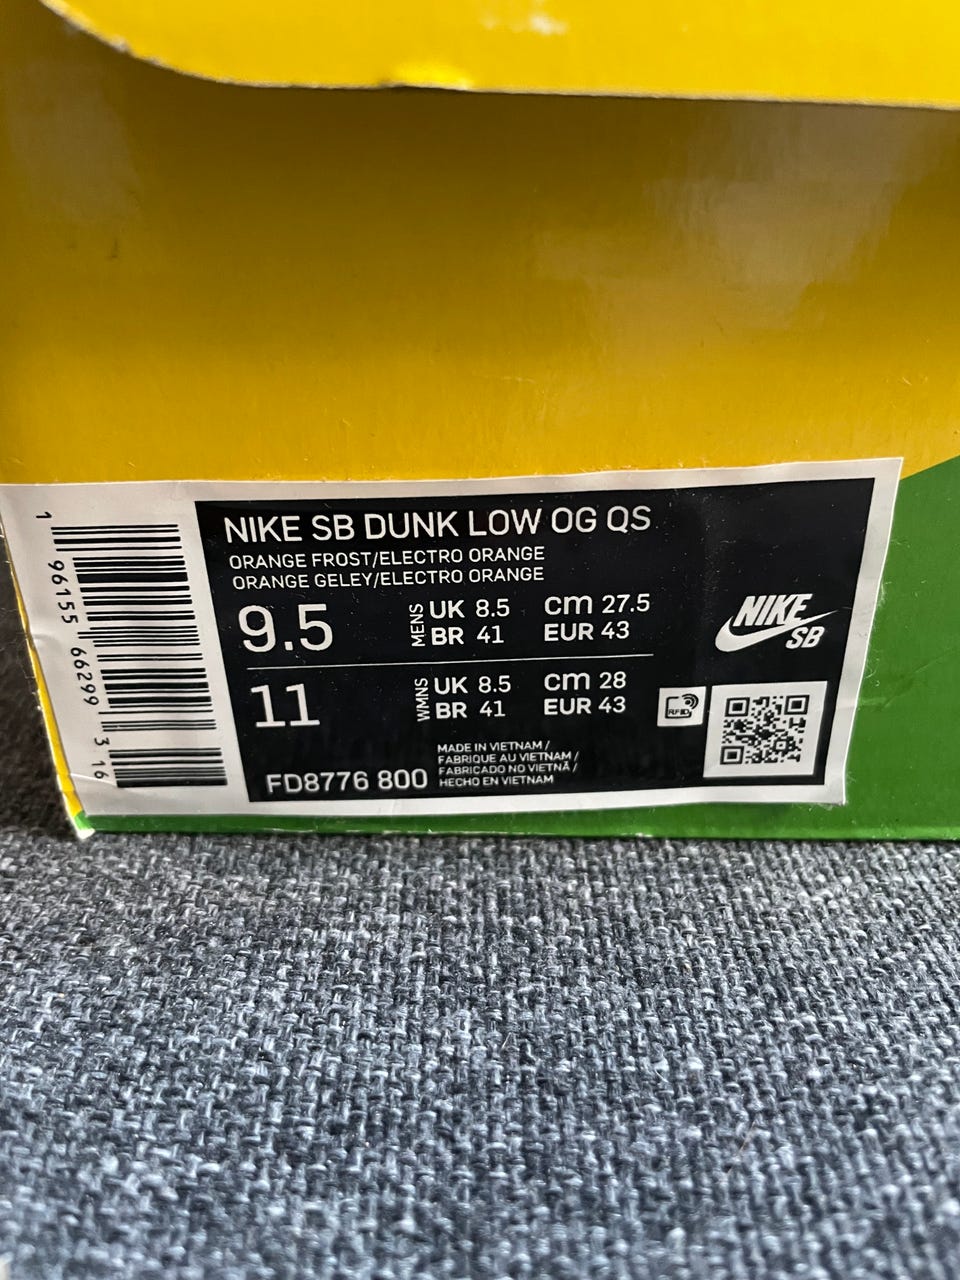 NIKE SB DUNK LOW OG QS
ORANGE FROST/ELECTRO ORANGE
ORANGE GELEY/ELECTRO ORANGE
9.5
MENS
UK 8.5 cm 27.5
BR 41 EUR 43
11
WMNS
UK 8.5 cm 28
BR 41 EUR 43
FD8776 800
MADE IN VIETNAM /
FABRIQUE AU VIETNAM /
FABRICADO NO VIETNÃ /
HECHO EN VIETNAM
RFID
NIKE
SB
1 96155 66299 3 16